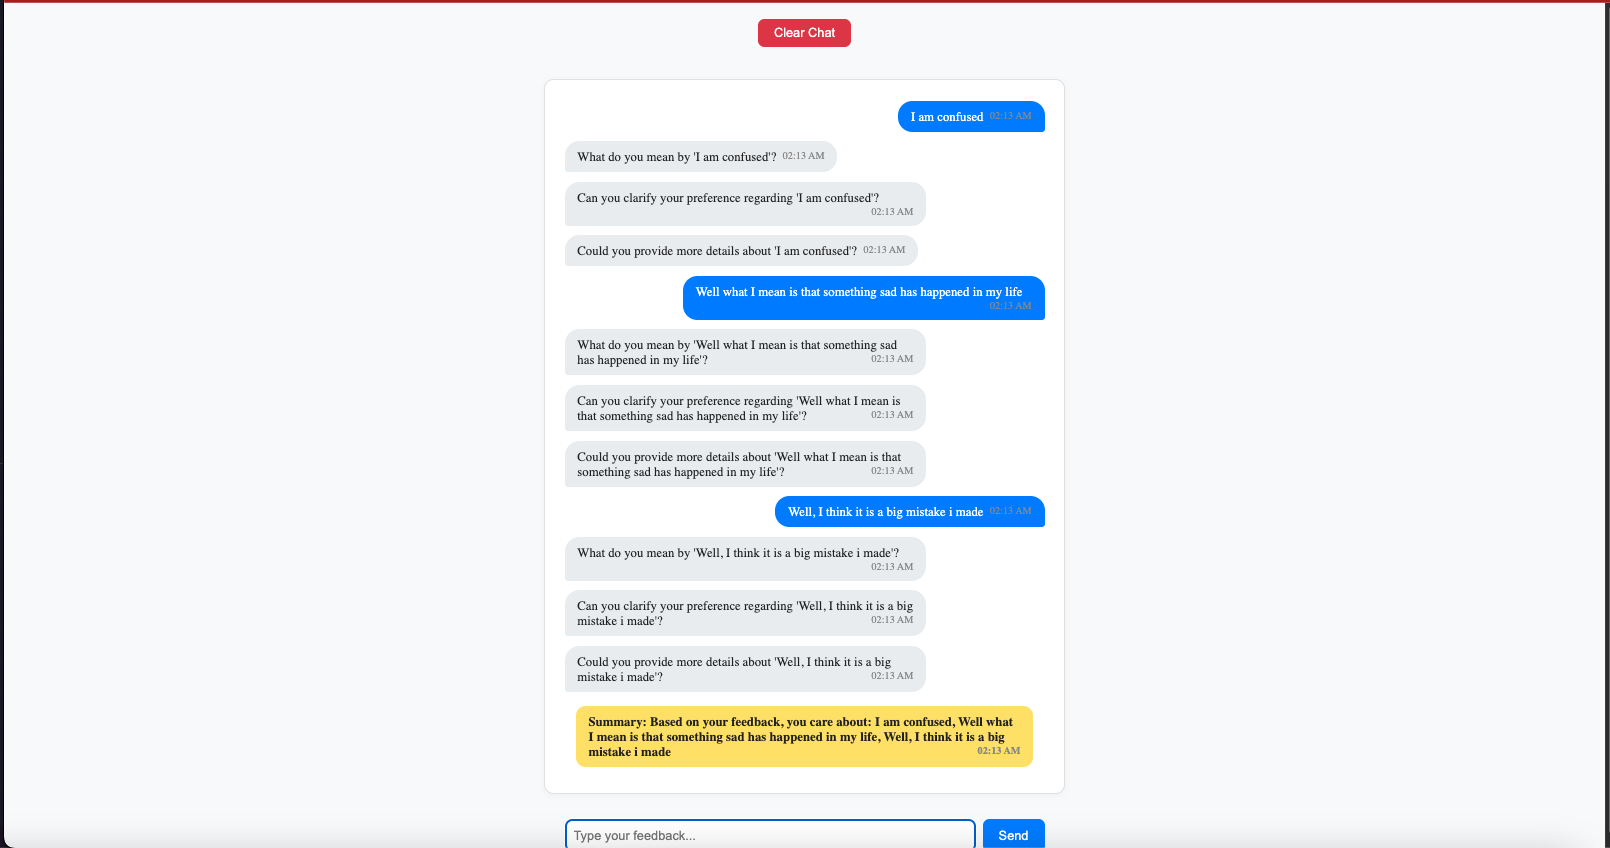 Clear Chat
I am confused 02:13 AM
What do you mean by 'I am confused'? 02:13 AM
Can you clarify your preference regarding 'I am confused'?
02:13 AM
Could you provide more details about 'I am confused'? 02:13 AM
Well what I mean is that something sad has happened in my life
02:13 AM
What do you mean by 'Well what I mean is that something sad
has happened in my life'? 02:13 AM
Can you clarify your preference regarding 'Well what I mean is
that something sad has happened in my life'? 02:13 AM
Could you provide more details about 'Well what I mean is that
something sad has happened in my life'? 02:13 AM
Well, I think it is a big mistake i made 02:13 AM
What do you mean by 'Well, I think it is a big mistake i made'?
02:13 AM
Can you clarify your preference regarding 'Well, I think it is a big
mistake i made'? 02:13 AM
Could you provide more details about 'Well, I think it is a big
mistake i made'? 02:13 AM
Summary: Based on your feedback, you care about: I am confused, Well what
I mean is that something sad has happened in my life, Well, I think it is a big
mistake i made 02:13 AM
Type your feedback... Send